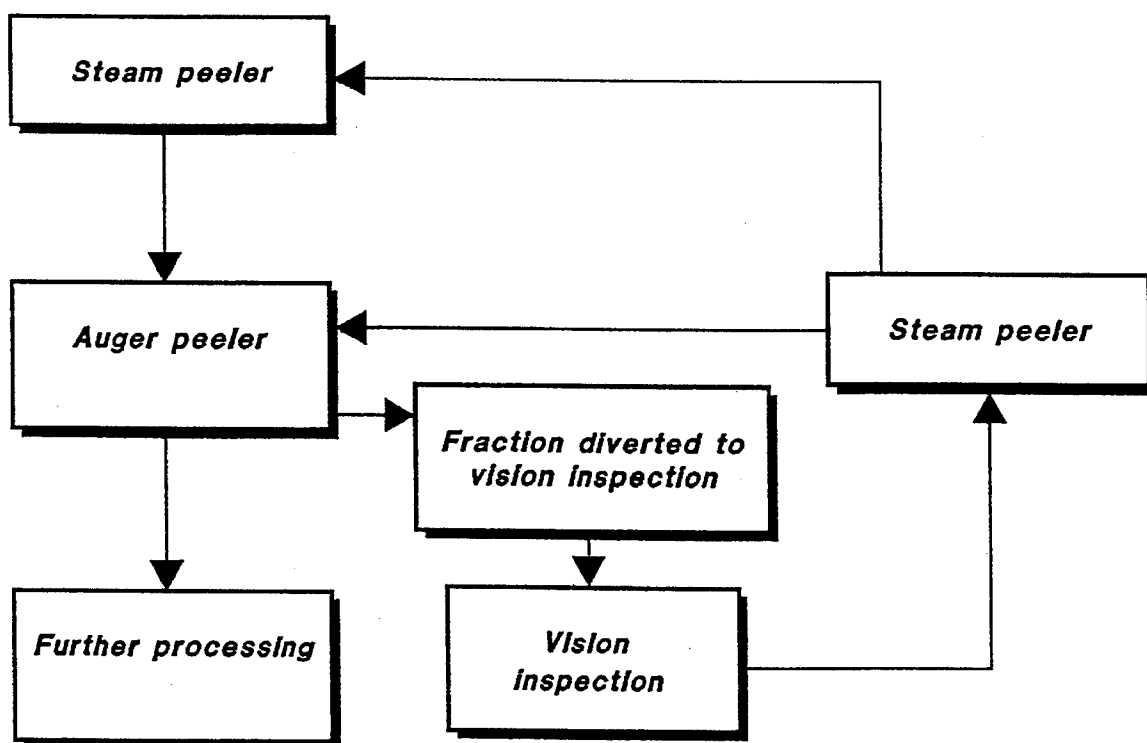 Steam peeler
Auger peeler
Steam peeler
Fraction diverted to
vision inspection
Further processing
Vision
inspection